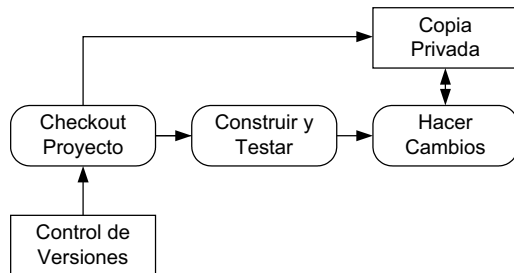 Copia
Privada
Checkout
Proyecto
Construir y
Testar
Hacer
Cambios
Control de
Versiones